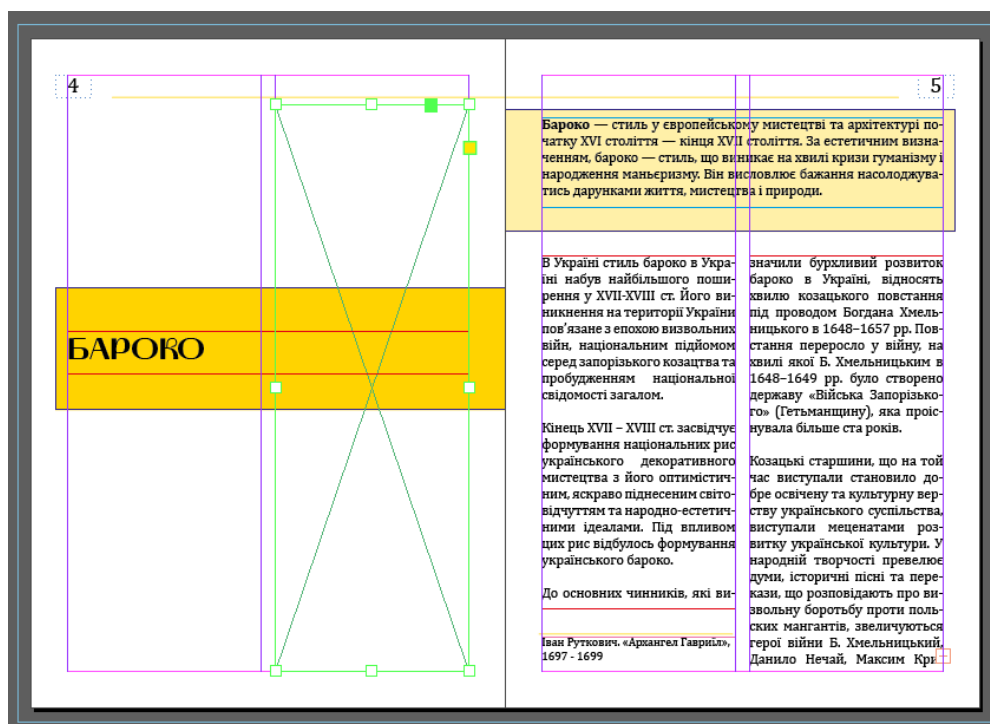 4
БАРОКО
5
Бароко — стиль у європейському мистецтві та архітектурі по-
чатку XVI століття — кінця XVII століття. За естетичним визна-
ченням, бароко — стиль, що виникає на хвилі кризи гуманізму і
народження маньєризму. Він висловлює бажання насолоджува-
тись дарунками життя, мистецтва і природи.
В Україні стиль бароко в Укра-
їні набув найбільшого поши-
рення у XVII-XVIII ст. Його ви-
никнення на території України
пов’язане з епохою визвольних
війн, національним підйомом
серед запорізького козацтва та
пробудженням національної
свідомості загалом.
Кінець XVII – XVIII ст. засвідчує
формування національних рис
українського декоративного
мистецтва з його оптимістич-
ним, яскраво піднесеним світо-
відчуттям та народно-естетич-
ними ідеалами. Під впливом
цих рис відбулось формування
українського бароко.
До основних чинників, які ви-
Іван Руткович. «Архангел Гавриїл»,
1697 - 1699
значили бурхливий розвиток
бароко в Україні, відносять
хвилю козацького повстання
під проводом Богдана Хмель-
ницького в 1648–1657 рр. Пов-
стання переросло у війну, на
хвилі якої Б. Хмельницьким в
1648–1649 рр. було створено
державу «Війська Запорізько-
го» (Гетьманщину), яка проіс-
нувала більше ста років.
Козацькі старшини, що на той
час виступали становило до-
бре освічену та культурну вер-
ству українського суспільства,
виступали меценатами роз-
витку української культури. У
народній творчості превелює
думи, історичні пісні та пере-
кази, що розповідають про ви-
звольну боротьбу проти поль-
ских мангантів, звеличуються
герої війни Б. Хмельницький,
Данило Нечай, Максим